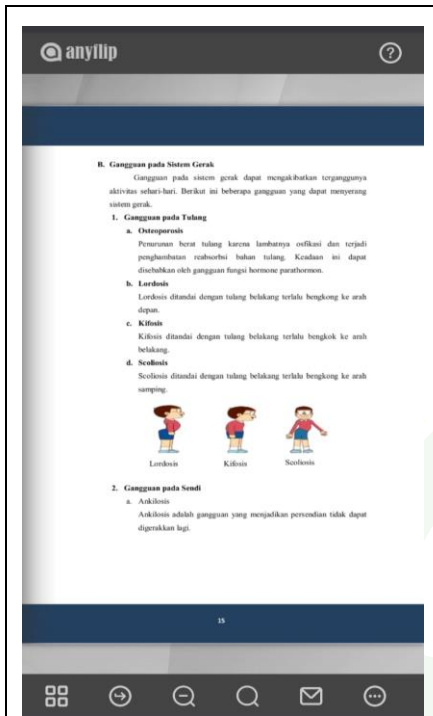 anyflip
?
B. Gangguan pada Sistem Gerak
Gangguan pada sistem gerak dapat mengakibatkan terganggunya
aktivitas sehari-hari. Berikut ini beberapa gangguan yang dapat menyerang
sistem gerak.
1. Gangguan pada Tulang
a. Osteoporosis
Penurunan berat tulang karena lambatnya osfikasi dan terjadi
penghambatan reabsorbsi bahan tulang. Keadaan ini dapat
disebabkan oleh gangguan fungsi hormone parathormon.
b. Lordosis
Lordosis ditandai dengan tulang belakang terlalu bengkong ke arah
depan.
c. Kifosis
Kifosis ditandai dengan tulang belakang terlalu bengkok ke arah
belakang.
d. Scoliosis
Scoliosis ditandai dengan tulang belakang terlalu bengkong ke arah
samping.
Lordosis Kifosis Scoliosis
2. Gangguan pada Sendi
a. Ankilosis
Ankilosis adalah gangguan yang menjadikan persendian tidak dapat
digerakkan lagi.
15